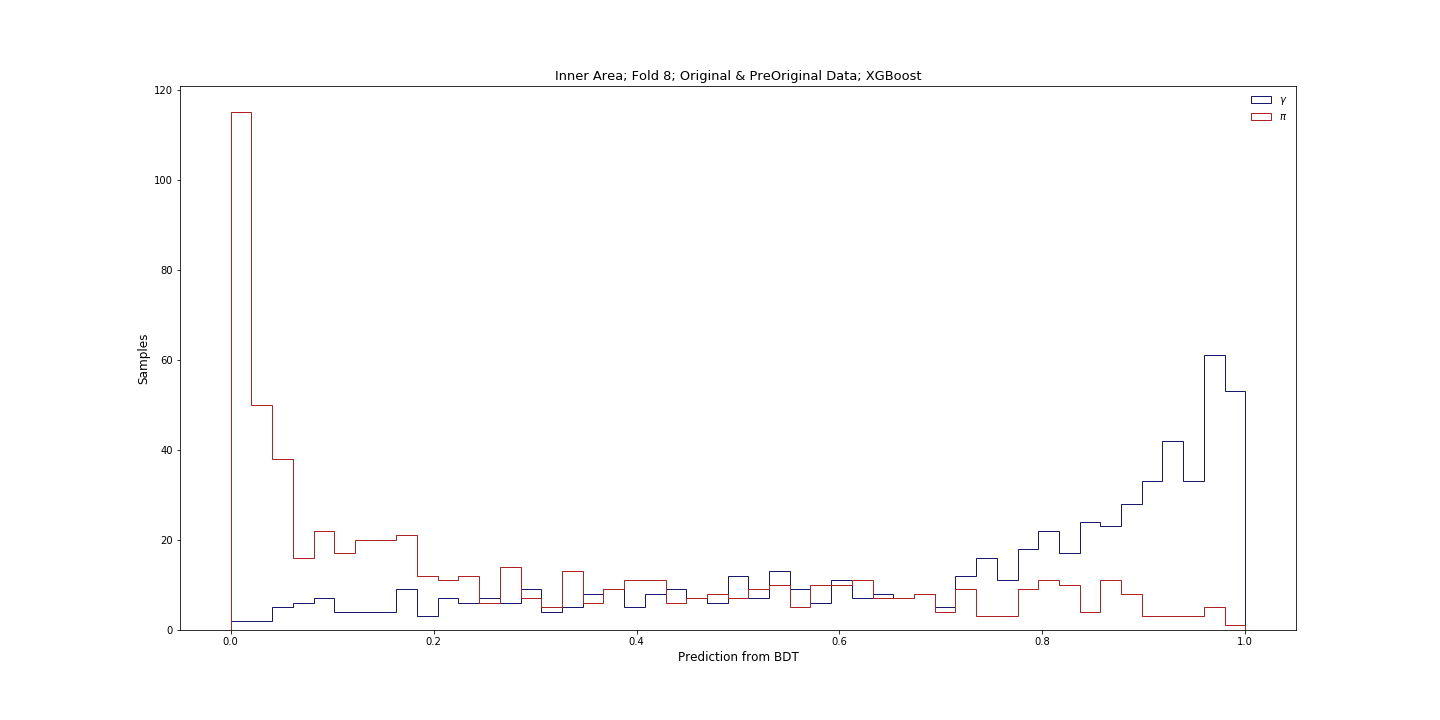 Inner Area; Fold 8; Original & PreOriginal Data; XGBoost
γ
π
120
100
80
60
40
20
0
Samples
0.0 0.2 0.4 0.6 0.8 1.0
Prediction from BDT